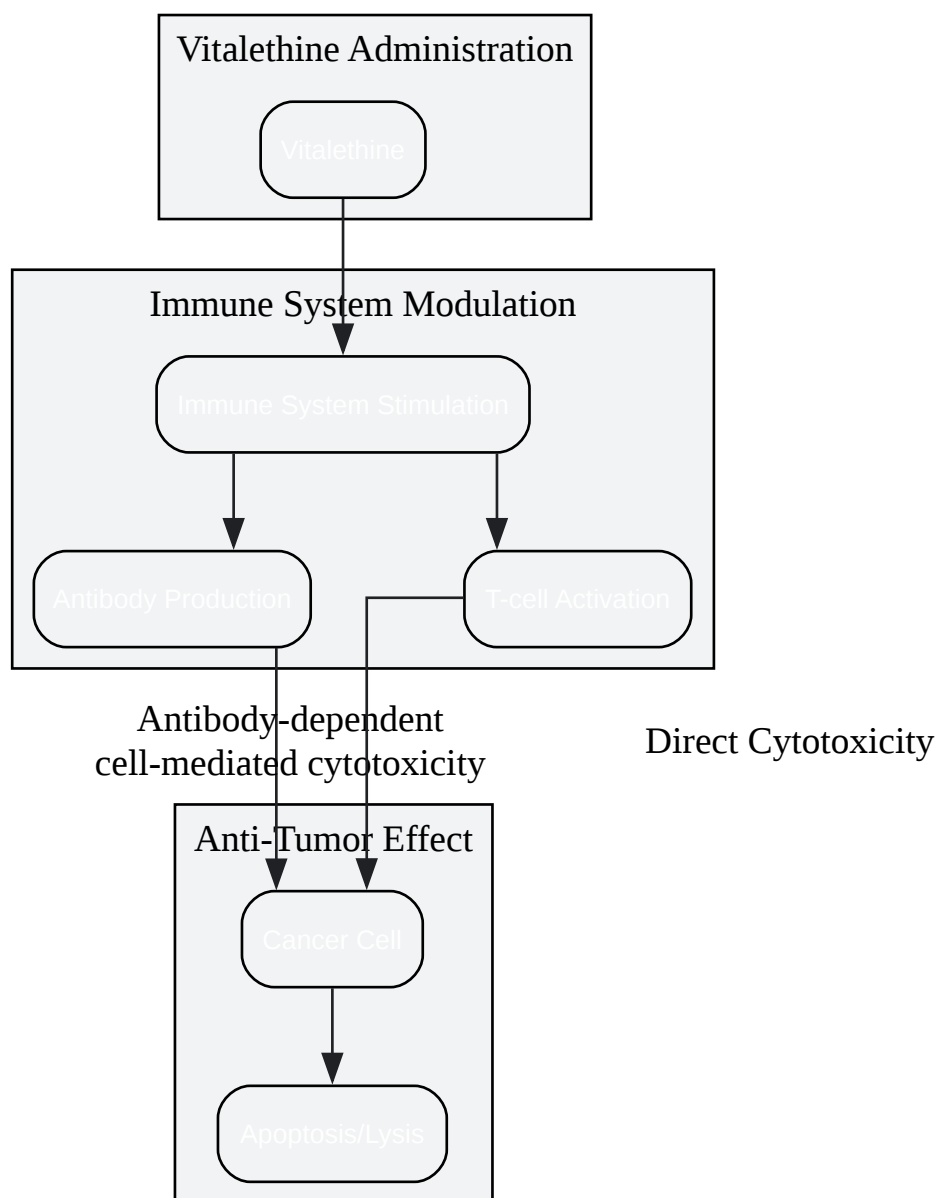 Vitalethine Administration
Vitalethine
Immune System Modulation
Immune System Stimulation
Antibody Production
T-cell Activation
Antibody-dependent
cell-mediated cytotoxicity
Direct Cytotoxicity
Anti-Tumor Effect
Cancer Cell
Apoptosis/Lysis